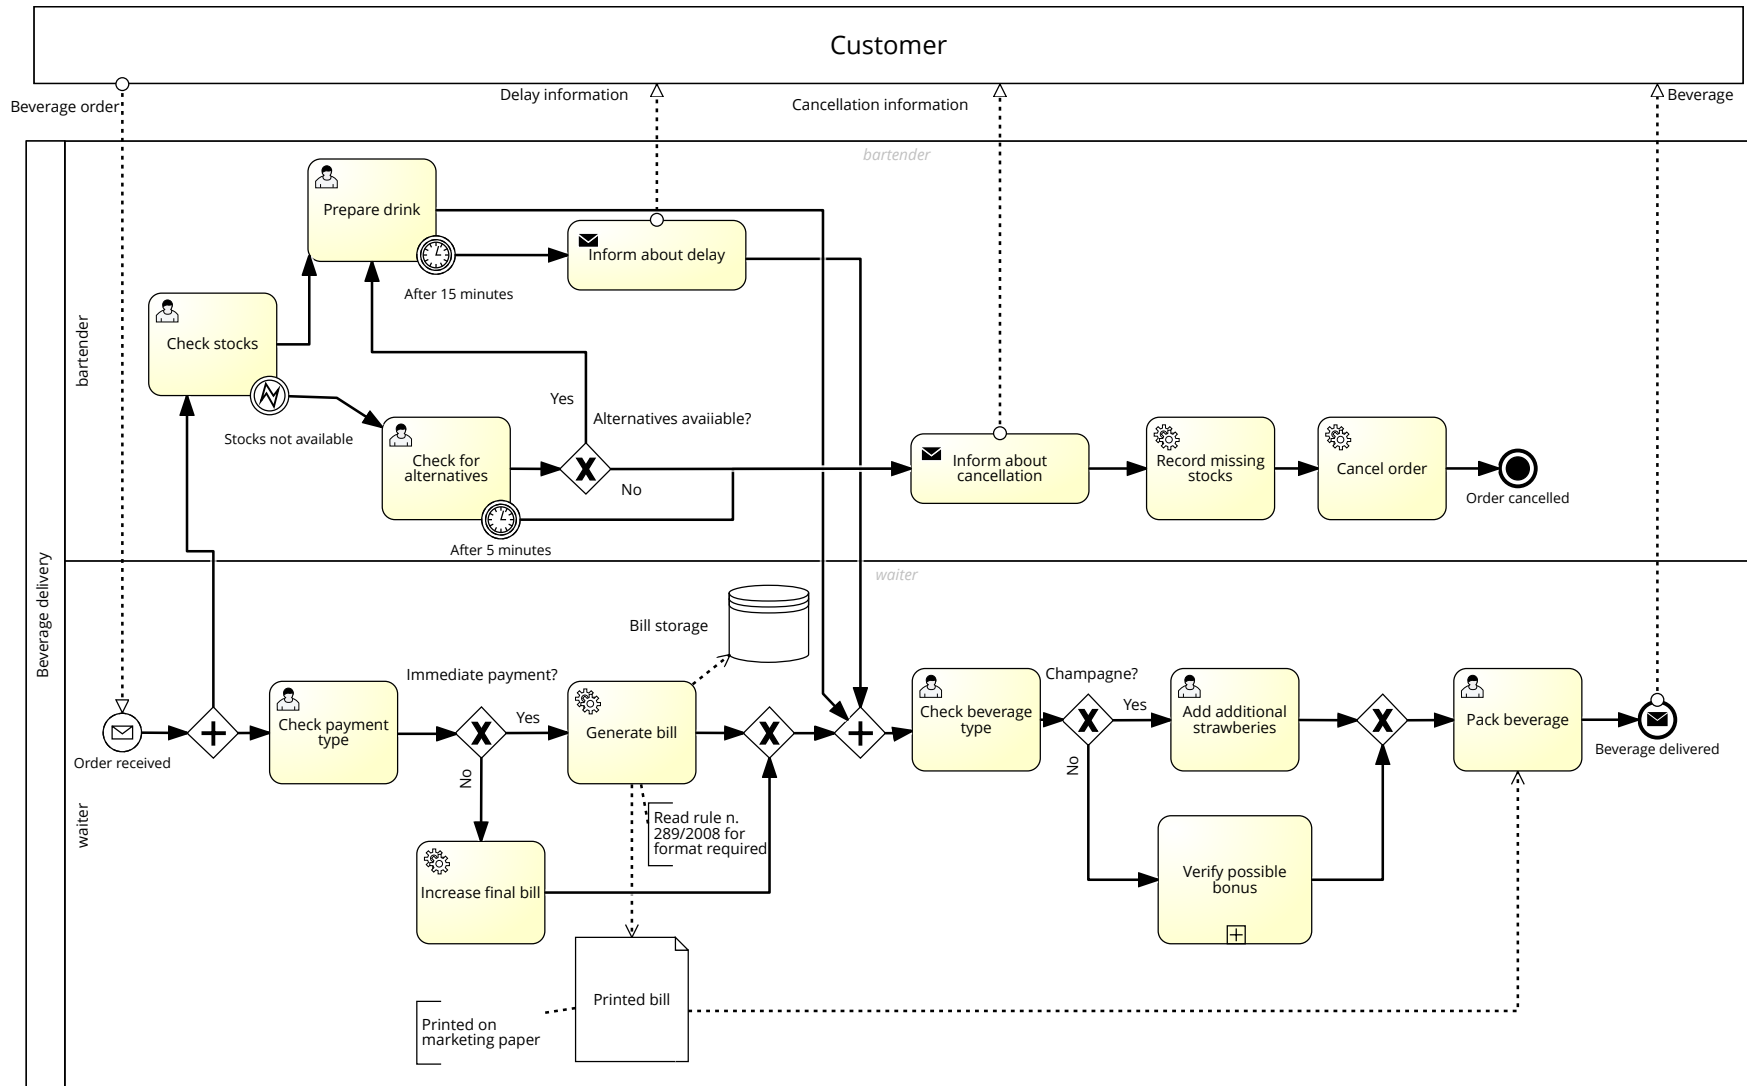 Customer
Beverage order
Delay information
Cancellation information
Beverage
bartender
Prepare drink
Inform about delay
After 15 minutes
bartender
Check stocks
Stocks not available
Yes
Alternatives avaiiable?
Check for
alternatives
No
Inform about
cancellation
Record missing
stocks
Cancel order
Order cancelled
After 5 minutes
Beverage delivery
waiter
Bill storage
Immediate payment?
Champagne?
Order received
Check payment
type
Yes
No
Generate bill
Check beverage
type
Yes
No
Add additional
strawberies
Pack beverage
Beverage delivered
waiter
Read rule n.
289/2008 for
format required
Increase final bill
Verify possible
bonus
Printed bill
Printed on
marketing paper